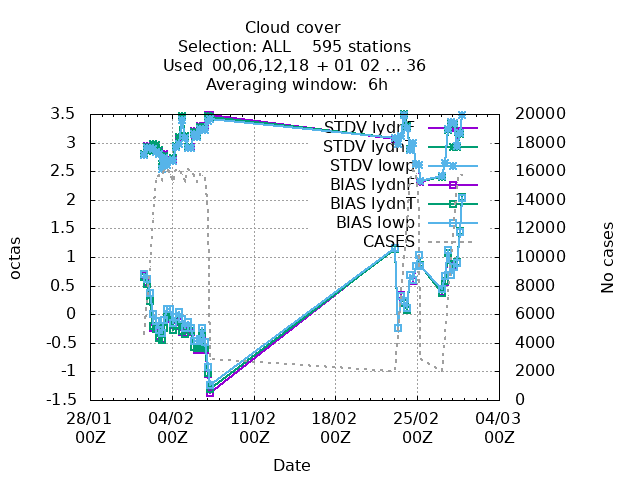 Cloud cover
Selection: ALL    595 stations
Used 00,06,12,18 + 01 02 ... 36
Averaging window:  6h
3.5
3
2.5
2
1.5
1
0.5
0
-0.5
-1
-1.5
octas
20000
18000
16000
14000
12000
10000
8000
6000
4000
2000
0
No cases
STDV lydnF
STDV lydnT
STDV lowp
BIAS lydnF
BIAS lydnT
BIAS lowp
CASES
28/01 04/02 11/02 18/02 25/02 04/03
00Z 00Z 00Z 00Z 00Z 00Z
Date